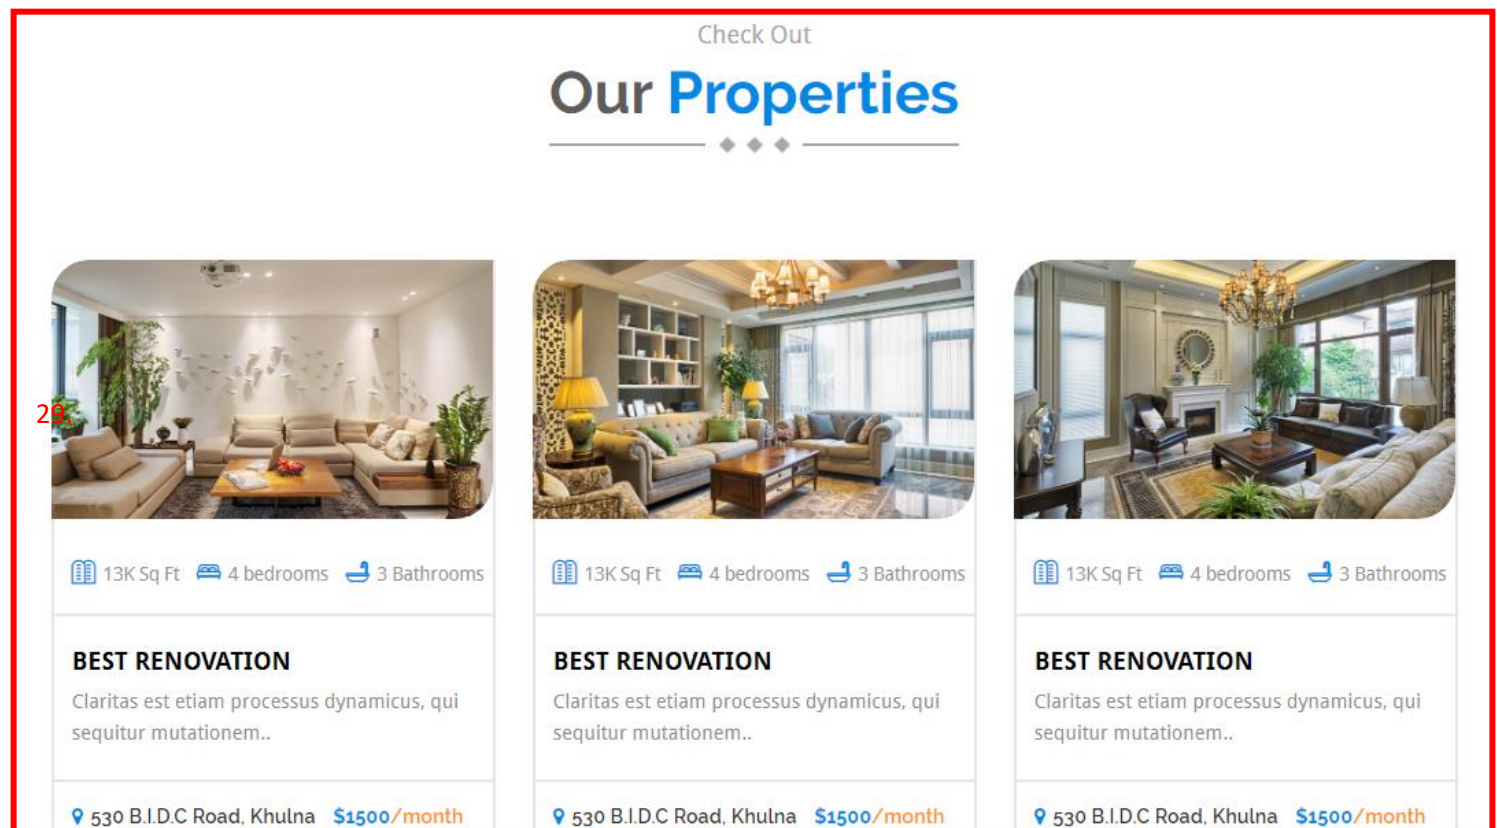 Check Out
Our Properties
29.
13K Sq Ft 4 bedrooms 3 Bathrooms
BEST RENOVATION
Claritas est etiam processus dynamicus, qui
sequitur mutationem..
530 B.I.D.C Road, Khulna $1500/month
13K Sq Ft 4 bedrooms 3 Bathrooms
BEST RENOVATION
Claritas est etiam processus dynamicus, qui
sequitur mutationem..
530 B.I.D.C Road, Khulna $1500/month
13K Sq Ft 4 bedrooms 3 Bathrooms
BEST RENOVATION
Claritas est etiam processus dynamicus, qui
sequitur mutationem..
530 B.I.D.C Road, Khulna $1500/month